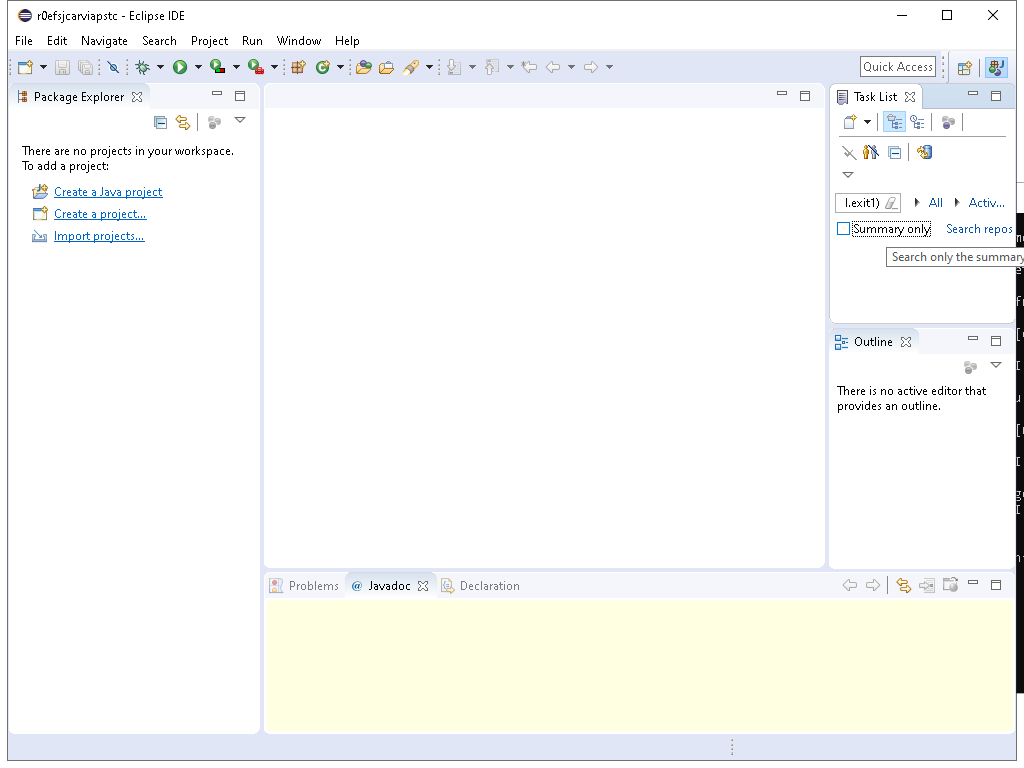 r0efsjcarviapstc - Eclipse IDE
File Edit Navigate Search Project Run Window Help
Quick Access
Package Explorer
There are no projects in your workspace.
To add a project:
Create a Java project
Create a project...
Import projects...
Task List
l.exit1) All Activ...
Summary only Search repos
Search only the summary
Outline
There is no active editor that
provides an outline.
Problems @ Javadoc Declaration